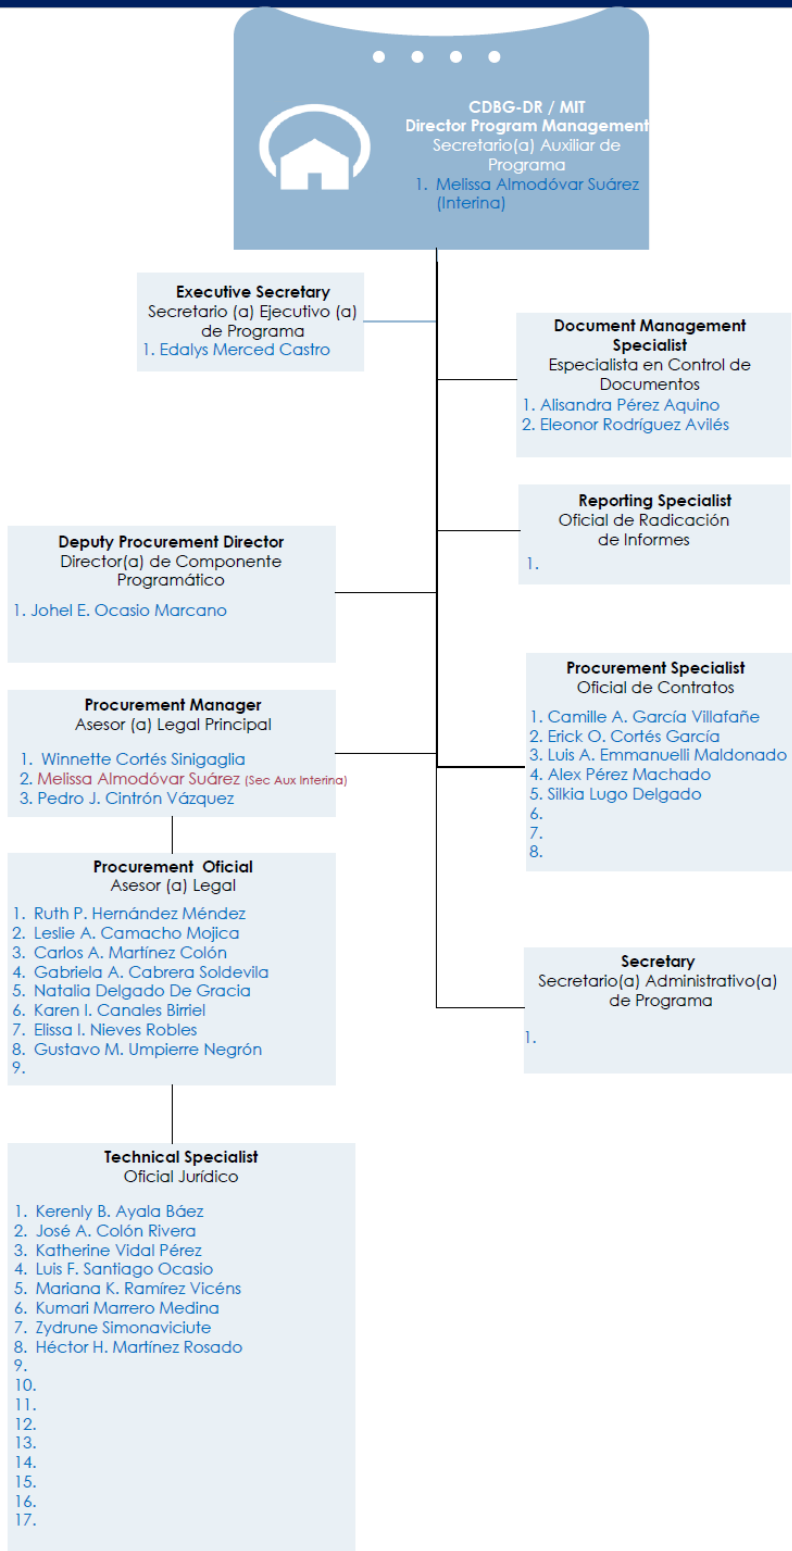 CDBG-DR / MIT
Director Program Management
Secretario(a) Auxiliar de
Programa
1. Melissa Almodóvar Suárez
(Interina)
Executive Secretary
Secretario (a) Ejecutivo (a)
de Programa
1. Edalys Merced Castro
Document Management
Specialist
Especialista en Control de
Documentos
1. Alisandra Pérez Aquino
2. Eleonor Rodríguez Avilés
Reporting Specialist
Oficial de Radicación
de Informes
1.
Deputy Procurement Director
Director(a) de Componente
Programático
1. Johel E. Ocasio Marcano
Procurement Specialist
Oficial de Contratos
1. Camille A. García Villafañe
2. Erick O. Cortés García
3. Luis A. Emmanuelli Maldonado
4. Alex Pérez Machado
5. Silkia Lugo Delgado
6.
7.
8.
Procurement Manager
Asesor (a) Legal Principal
1. Winnette Cortés Sinigaglia
2. Melissa Almodóvar Suárez (Sec Aux Interina)
3. Pedro J. Cintrón Vázquez
Procurement Oficial
Asesor (a) Legal
1. Ruth P. Hernández Méndez
2. Leslie A. Camacho Mojica
3. Carlos A. Martínez Colón
4. Gabriela A. Cabrera Soldevila
5. Natalia Delgado De Gracia
6. Karen I. Canales Birriel
7. Elissa I. Nieves Robles
8. Gustavo M. Umpierre Negrón
9.
Secretary
Secretario(a) Administrativo(a)
de Programa
1.
Technical Specialist
Oficial Jurídico
1. Kerenly B. Ayala Báez
2. José A. Colón Rivera
3. Katherine Vidal Pérez
4. Luis F. Santiago Ocasio
5. Mariana K. Ramírez Vicéns
6. Kumari Marrero Medina
7. Zydrune Simonaviciute
8. Héctor H. Martínez Rosado
9.
10.
11.
12.
13.
14.
15.
16.
17.